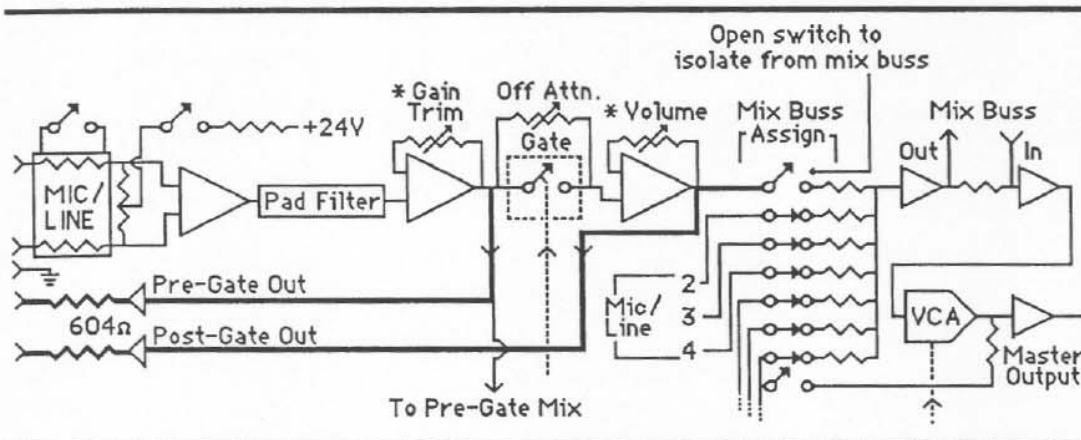 Open switch to
isolate from mix buss
* Gain
Trim
Off Attn.
Gate
* Volume
Mix Buss
Assign
Mix Buss
Out
In
+24V
MIC/
LINE
Pad Filter
Pre-Gate Out
604Ω
Post-Gate Out
To Pre-Gate Mix
Mic/
Line
2
3
4
VCA
Master
Output